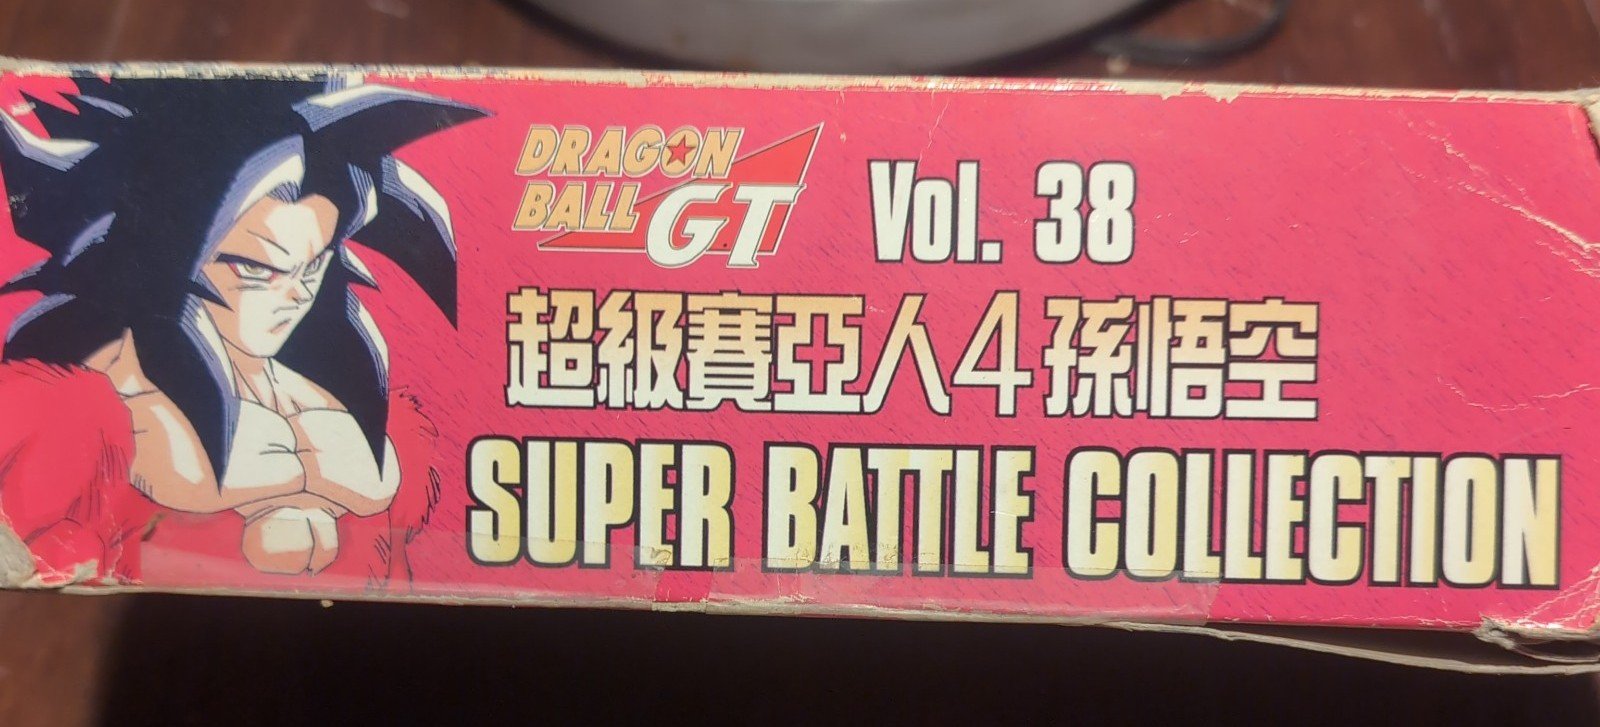 DRAGON BALL GT Vol. 38
超級賽亞人4孫悟空
SUPER BATTLE COLLECTION